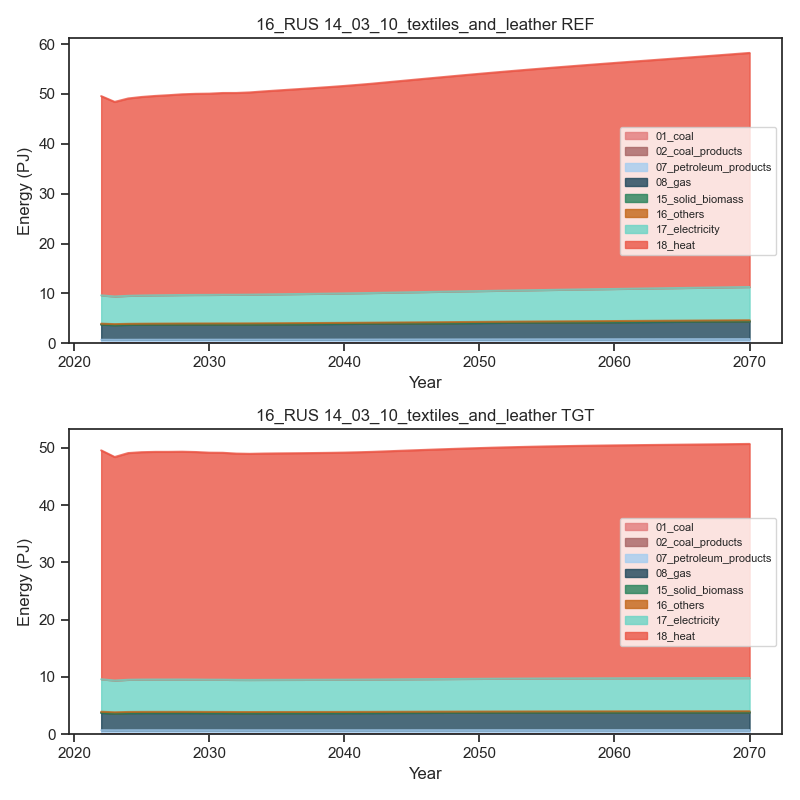 16_RUS 14_03_10_textiles_and_leather REF
60
50
40
30
20
10
0
Energy (PJ)
01_coal
02_coal_products
07_petroleum_products
08_gas
15_solid_biomass
16_others
17_electricity
18_heat
2020 2030 2040 2050 2060 2070
Year
16_RUS 14_03_10_textiles_and_leather TGT
50
40
30
20
10
0
Energy (PJ)
01_coal
02_coal_products
07_petroleum_products
08_gas
15_solid_biomass
16_others
17_electricity
18_heat
2020 2030 2040 2050 2060 2070
Year